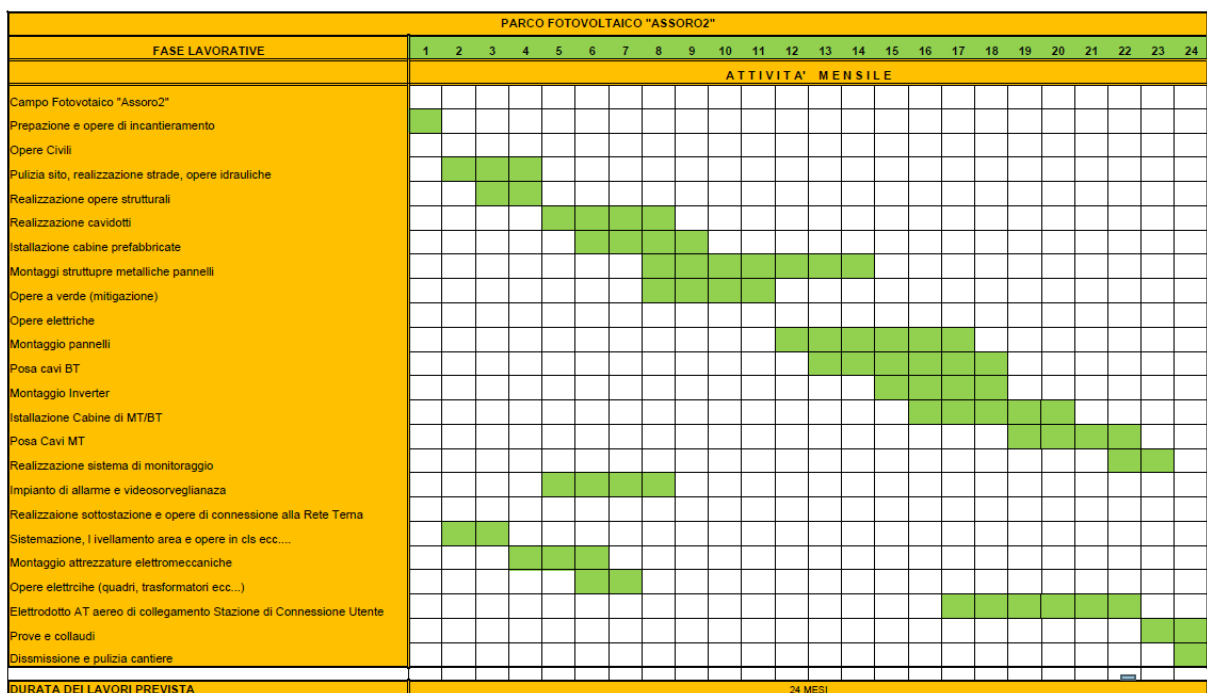 PARCO FOTOVOLTAICO "ASSORO2"
FASE LAVORATIVE 1 2 3 4 5 6 7 8 9 10 11 12 13 14 15 16 17 18 19 20 21 22 23 24
ATTIVITA' MENSILE
Campo Fotovotaico "Assoro2"
Prepazione e opere di incantieramento
Opere Civili
Pulizia sito, realizzazione strade, opere idrauliche
Realizzazione opere strutturali
Realizzazione cavidotti
Istallazione cabine prefabbricate
Montaggi struttupre metalliche pannelli
Opere a verde (mitigazione)
Opere elettriche
Montaggio pannelli
Posa cavi BT
Montaggio Inverter
Istallazione Cabine di MT/BT
Posa Cavi MT
Realizzazione sistema di monitoraggio
Impianto di allarme e videosorveglianaza
Realizzaione sottostazione e opere di connessione alla Rete Terna
Sistemazione, l ivellamento area e opere in cls ecc....
Montaggio attrezzature elettromeccaniche
Opere elettrcihe (quadri, trasformatori ecc...)
Elettrodotto AT aereo di collegamento Stazione di Connessione Utente
Prove e collaudi
Dissmissione e pulizia cantiere
DURATA DEI LAVORI PREVISTA 24 MESI